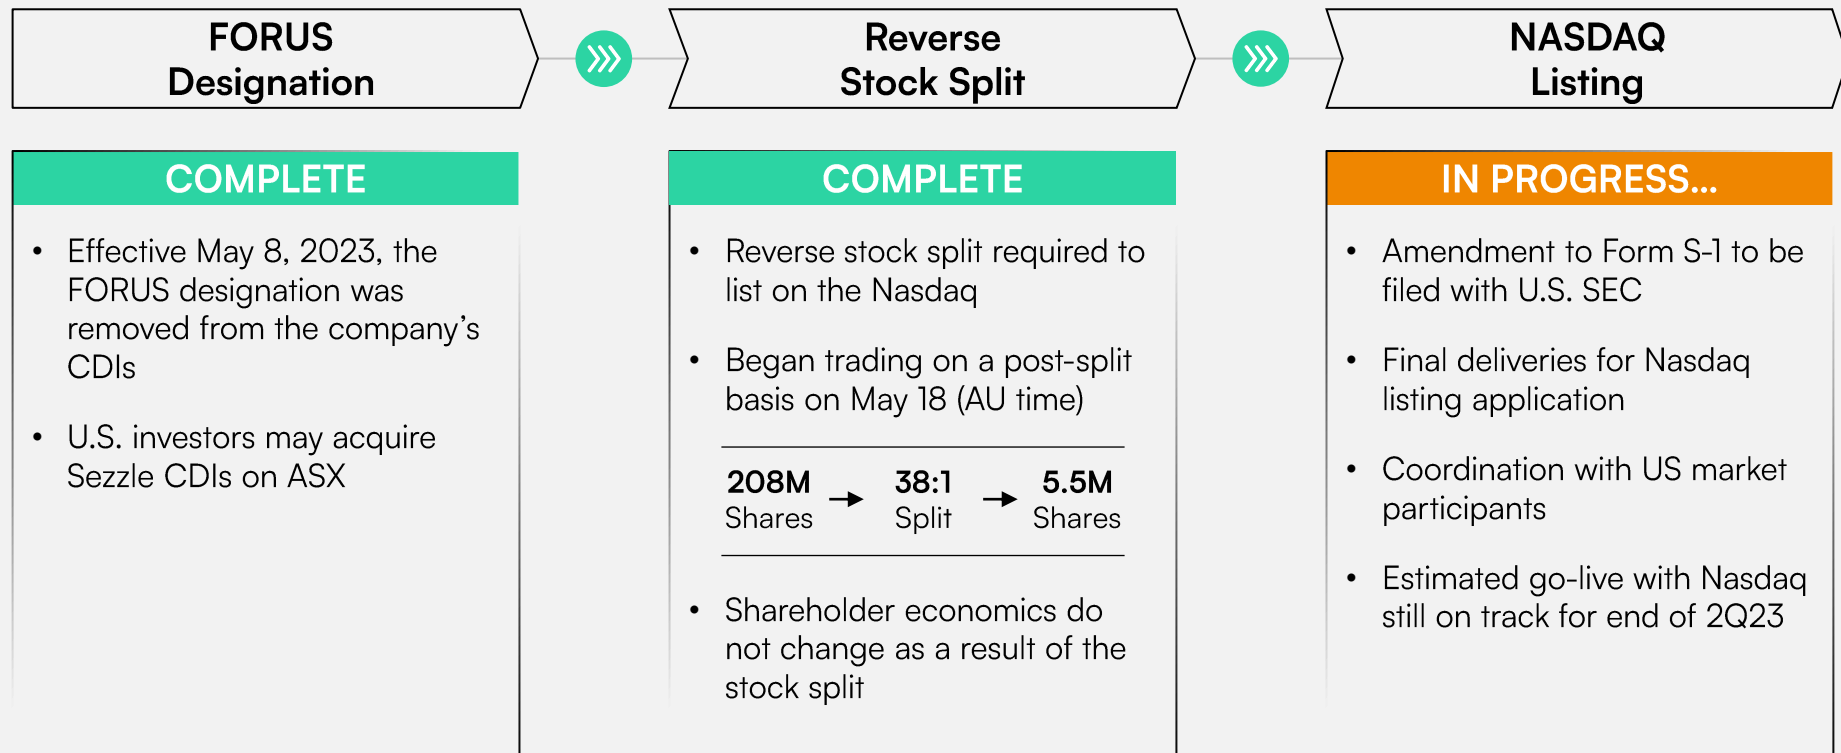 FORUS
Designation
Reverse
Stock Split
NASDAQ
Listing
COMPLETE
• Effective May 8, 2023, the
FORUS designation was
removed from the company’s
CDIs
• U.S. investors may acquire
Sezzle CDIs on ASX
COMPLETE
• Reverse stock split required to
list on the Nasdaq
• Began trading on a post-split
basis on May 18 (AU time)
208M → 38:1 → 5.5M
Shares Split Shares
• Shareholder economics do
not change as a result of the
stock split
IN PROGRESS...
• Amendment to Form S-1 to be
filed with U.S. SEC
• Final deliveries for Nasdaq
listing application
• Coordination with US market
participants
• Estimated go-live with Nasdaq
still on track for end of 2Q23